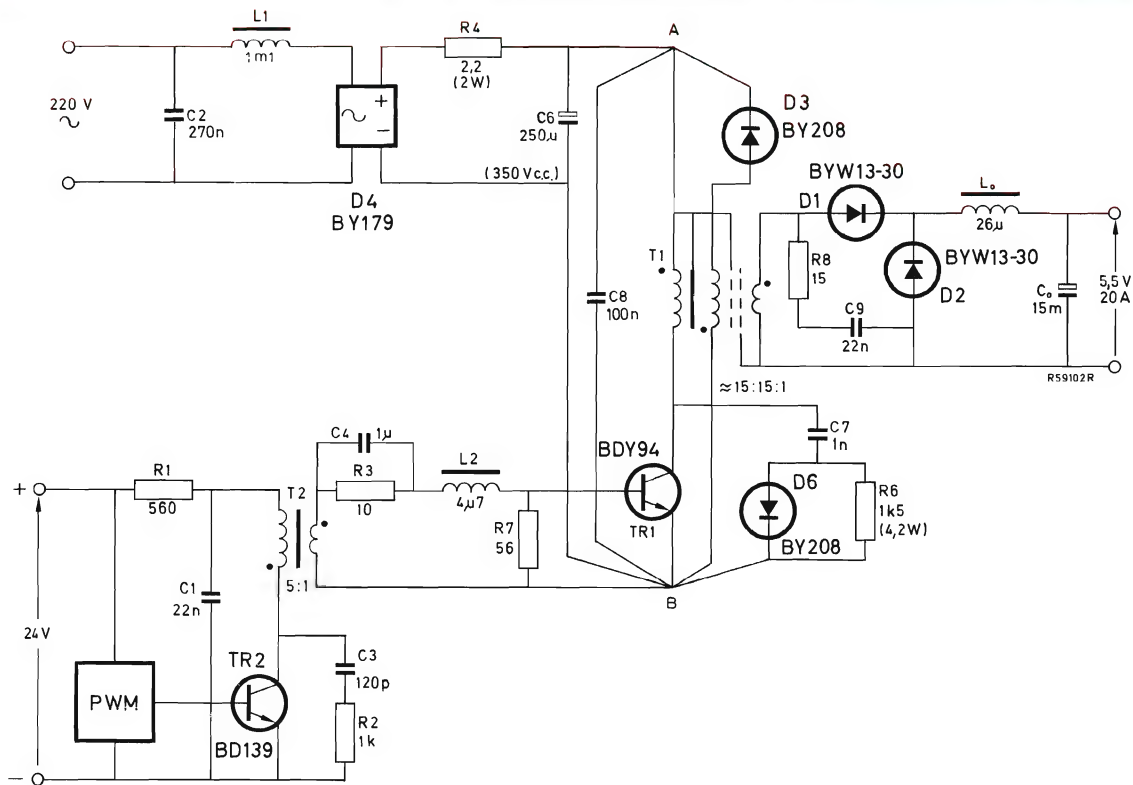 L1
1m1
220 V
C2
270n
D4
BY179
R4
2,2
(2W)
C6
250µ
(350 V c.c.)
A
C8
100n
D3
BY208
T1
≈15:15:1
BYW13-30
D1
R8
15
C9
22n
BYW13-30
D2
Lo
26µ
Co
15m
5,5V
20A
R59102R
+
24V
−
R1
560
C1
22n
PWM
T2
5:1
TR2
BD139
C3
120p
R2
1k
C4
1µ
R3
10
L2
4µ7
R7
56
BDY94
TR1
B
C7
1n
D6
BY208
R6
1k5
(4,2W)
+
−